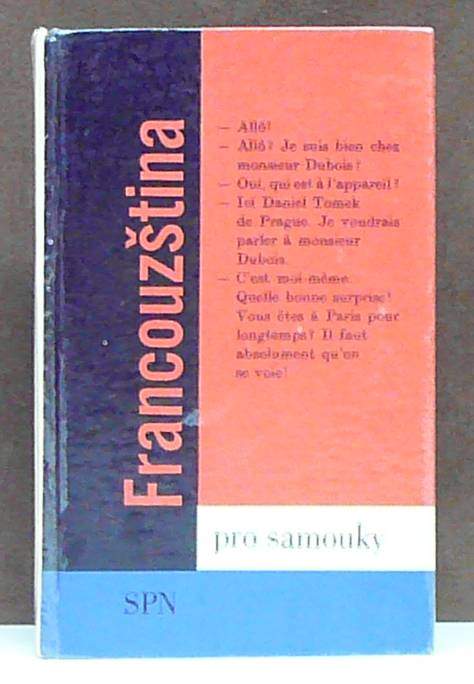 Francouzština
– Allô!
– Allô? Je suis bien chez
monsieur Dubois?
– Oui, qui est à l'appareil?
– Ici Daniel Tomek
de Prague. Je voudrais
parler à monsieur
Dubois.
– C'est moi-même.
Quelle bonne surprise!
Vous êtes à Paris pour
longtemps? Il faut
absolument qu'on
se voie!
pro samouky
SPN